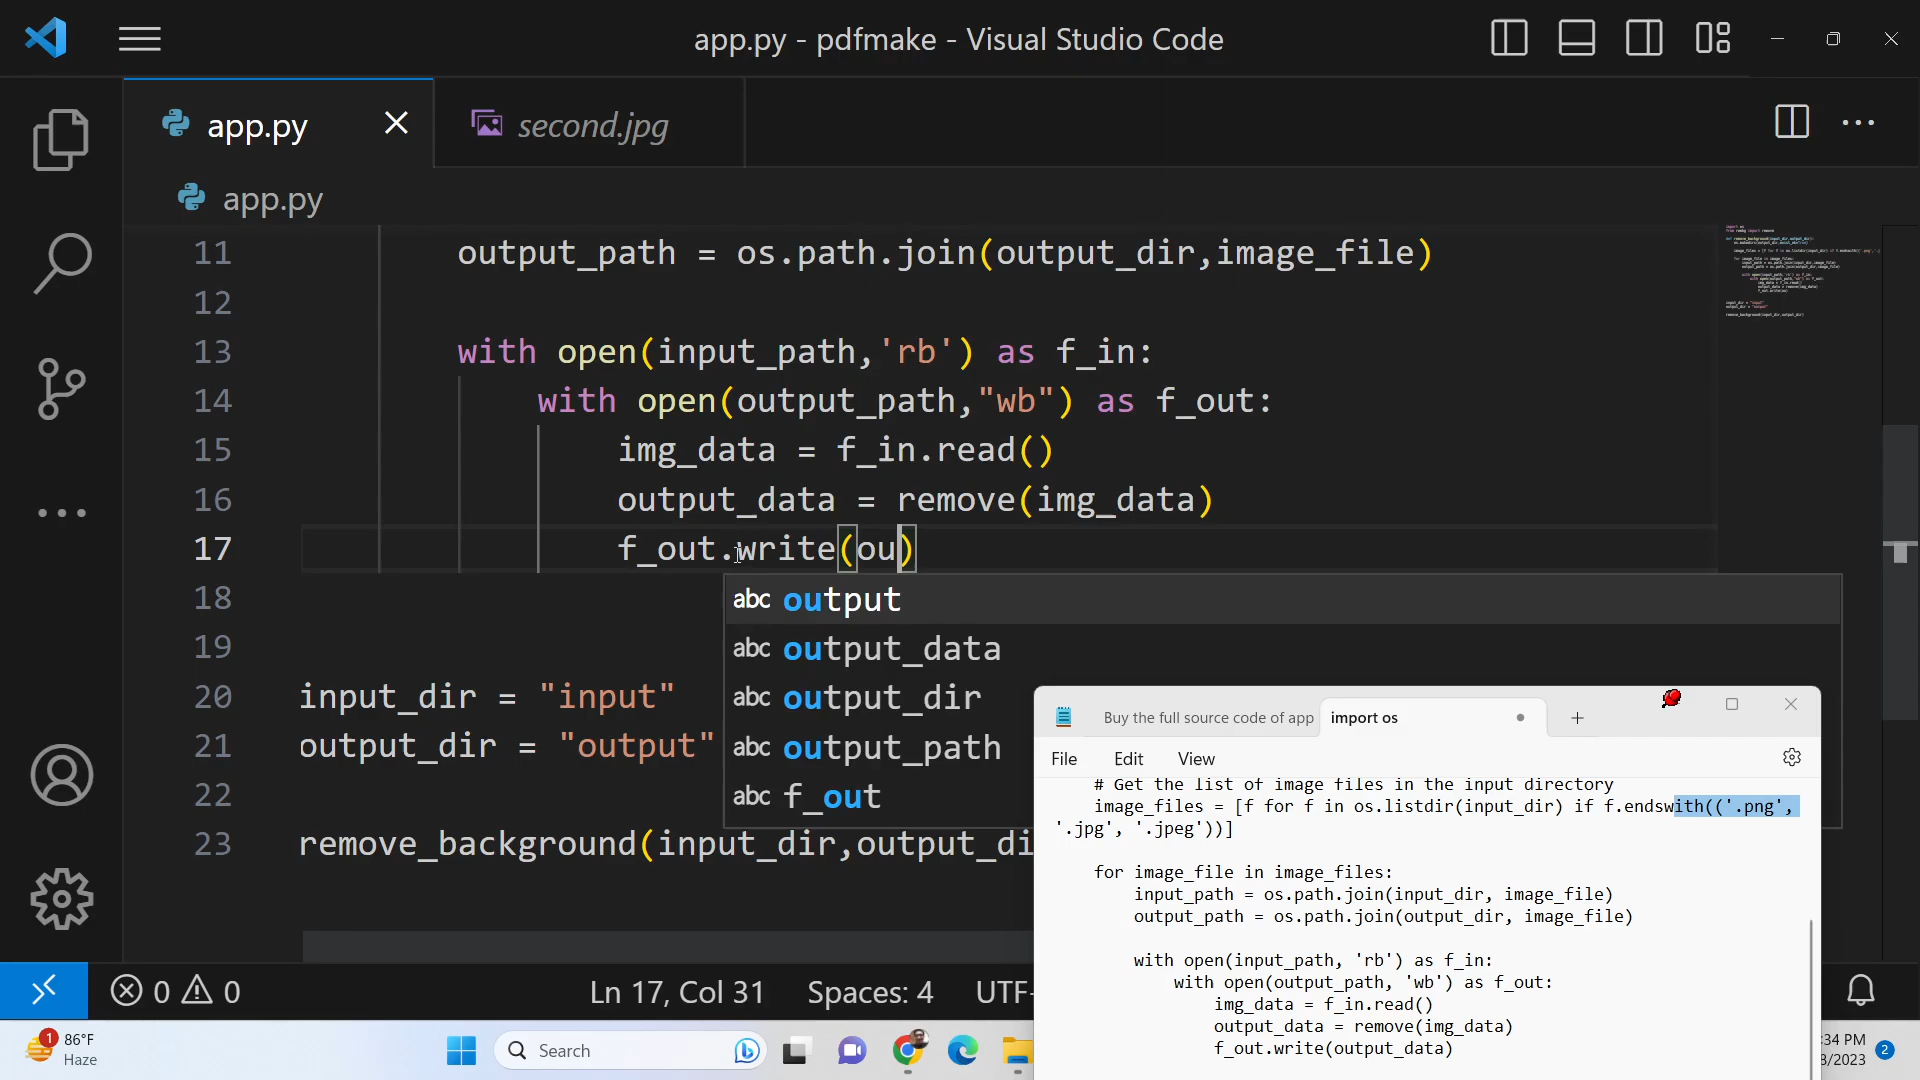 app.py - pdfmake - Visual Studio Code
app.py
second.jpg
app.py
11 output_path = os.path.join(output_dir,image_file)
12
13 with open(input_path,'rb') as f_in:
14 with open(output_path,"wb") as f_out:
15 img_data = f_in.read()
16 output_data = remove(img_data)
17 f_out.write(ou)
18
19
20 input_dir = "input"
21 output_dir = "output"
22
23 remove_background(input_dir,output_di
abc output
abc output_data
abc output_dir
abc output_path
abc f_out
Buy the full source code of app
import os
File Edit View
# Get the list of image files in the input directory
image_files = [f for f in os.listdir(input_dir) if f.endswith(('.png',
'.jpg', '.jpeg'))]
for image_file in image_files:
input_path = os.path.join(input_dir, image_file)
output_path = os.path.join(output_dir, image_file)
with open(input_path, 'rb') as f_in:
with open(output_path, 'wb') as f_out:
img_data = f_in.read()
output_data = remove(img_data)
f_out.write(output_data)
0 0 Ln 17, Col 31 Spaces: 4 UTF-
1 86°F
Haze
Search
:34 PM
8/2023
2